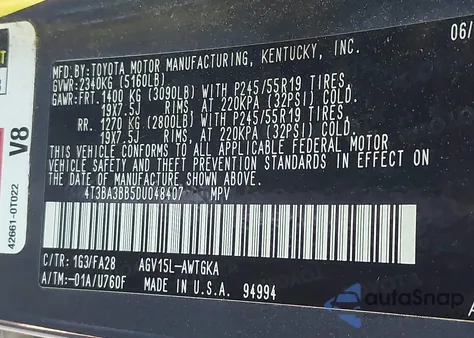 06/
MFD.BY:TOYOTA MOTOR MANUFACTURING, KENTUCKY, INC.
GVWR:2340KG (5160LB)
GAWR:FRT. 1400 KG (3090LB) WITH P245/55R19 TIRES
19X7.5J RIMS, AT 220KPA (32PSI) COLD.
RR. 1270 KG (2800LB) WITH P245/55R19 TIRES
19X7.5J RIMS, AT 220KPA (32PSI) COLD.
THIS VEHICLE CONFORMS TO ALL APPLICABLE FEDERAL MOTOR
VEHICLE SAFETY AND THEFT PREVENTION STANDARDS IN EFFECT ON
THE DATE OF MANUFACTURE SHOWN ABOVE.
4T3BA3BB5DU048407 MPV
C/TR: 1G3/FA28 AGV15L-AWTGKA
A/TM:-01A/U760F MADE IN U.S.A. 94994
V8
42661-0T022
autoSnap